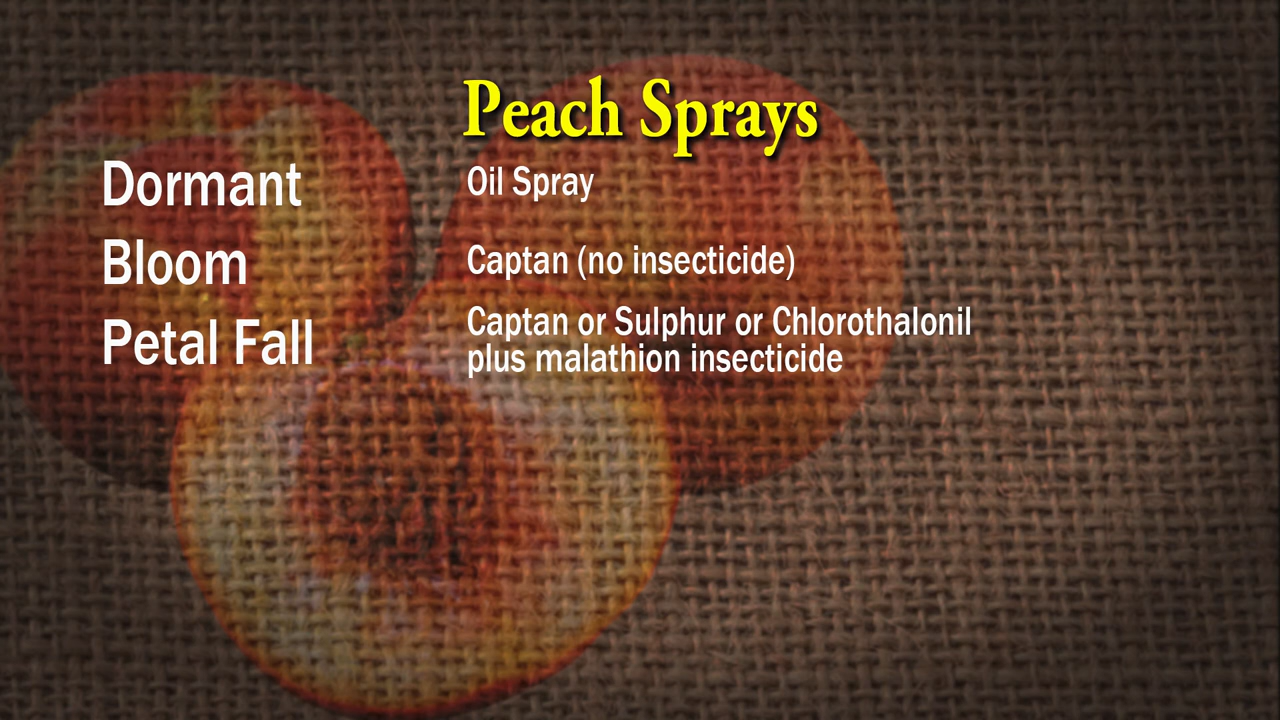 Peach Sprays
Dormant
Oil Spray
Bloom
Captan (no insecticide)
Petal Fall
Captan or Sulphur or Chlorothalonil
plus malathion insecticide